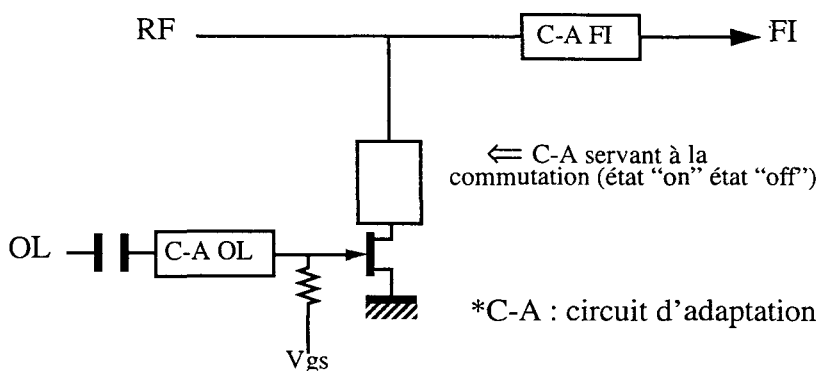 RF
C-A FI
FI
⇐ C-A servant à la
commutation (état “on” état “off”)
OL
C-A OL
*C-A : circuit d’adaptation
Vgs